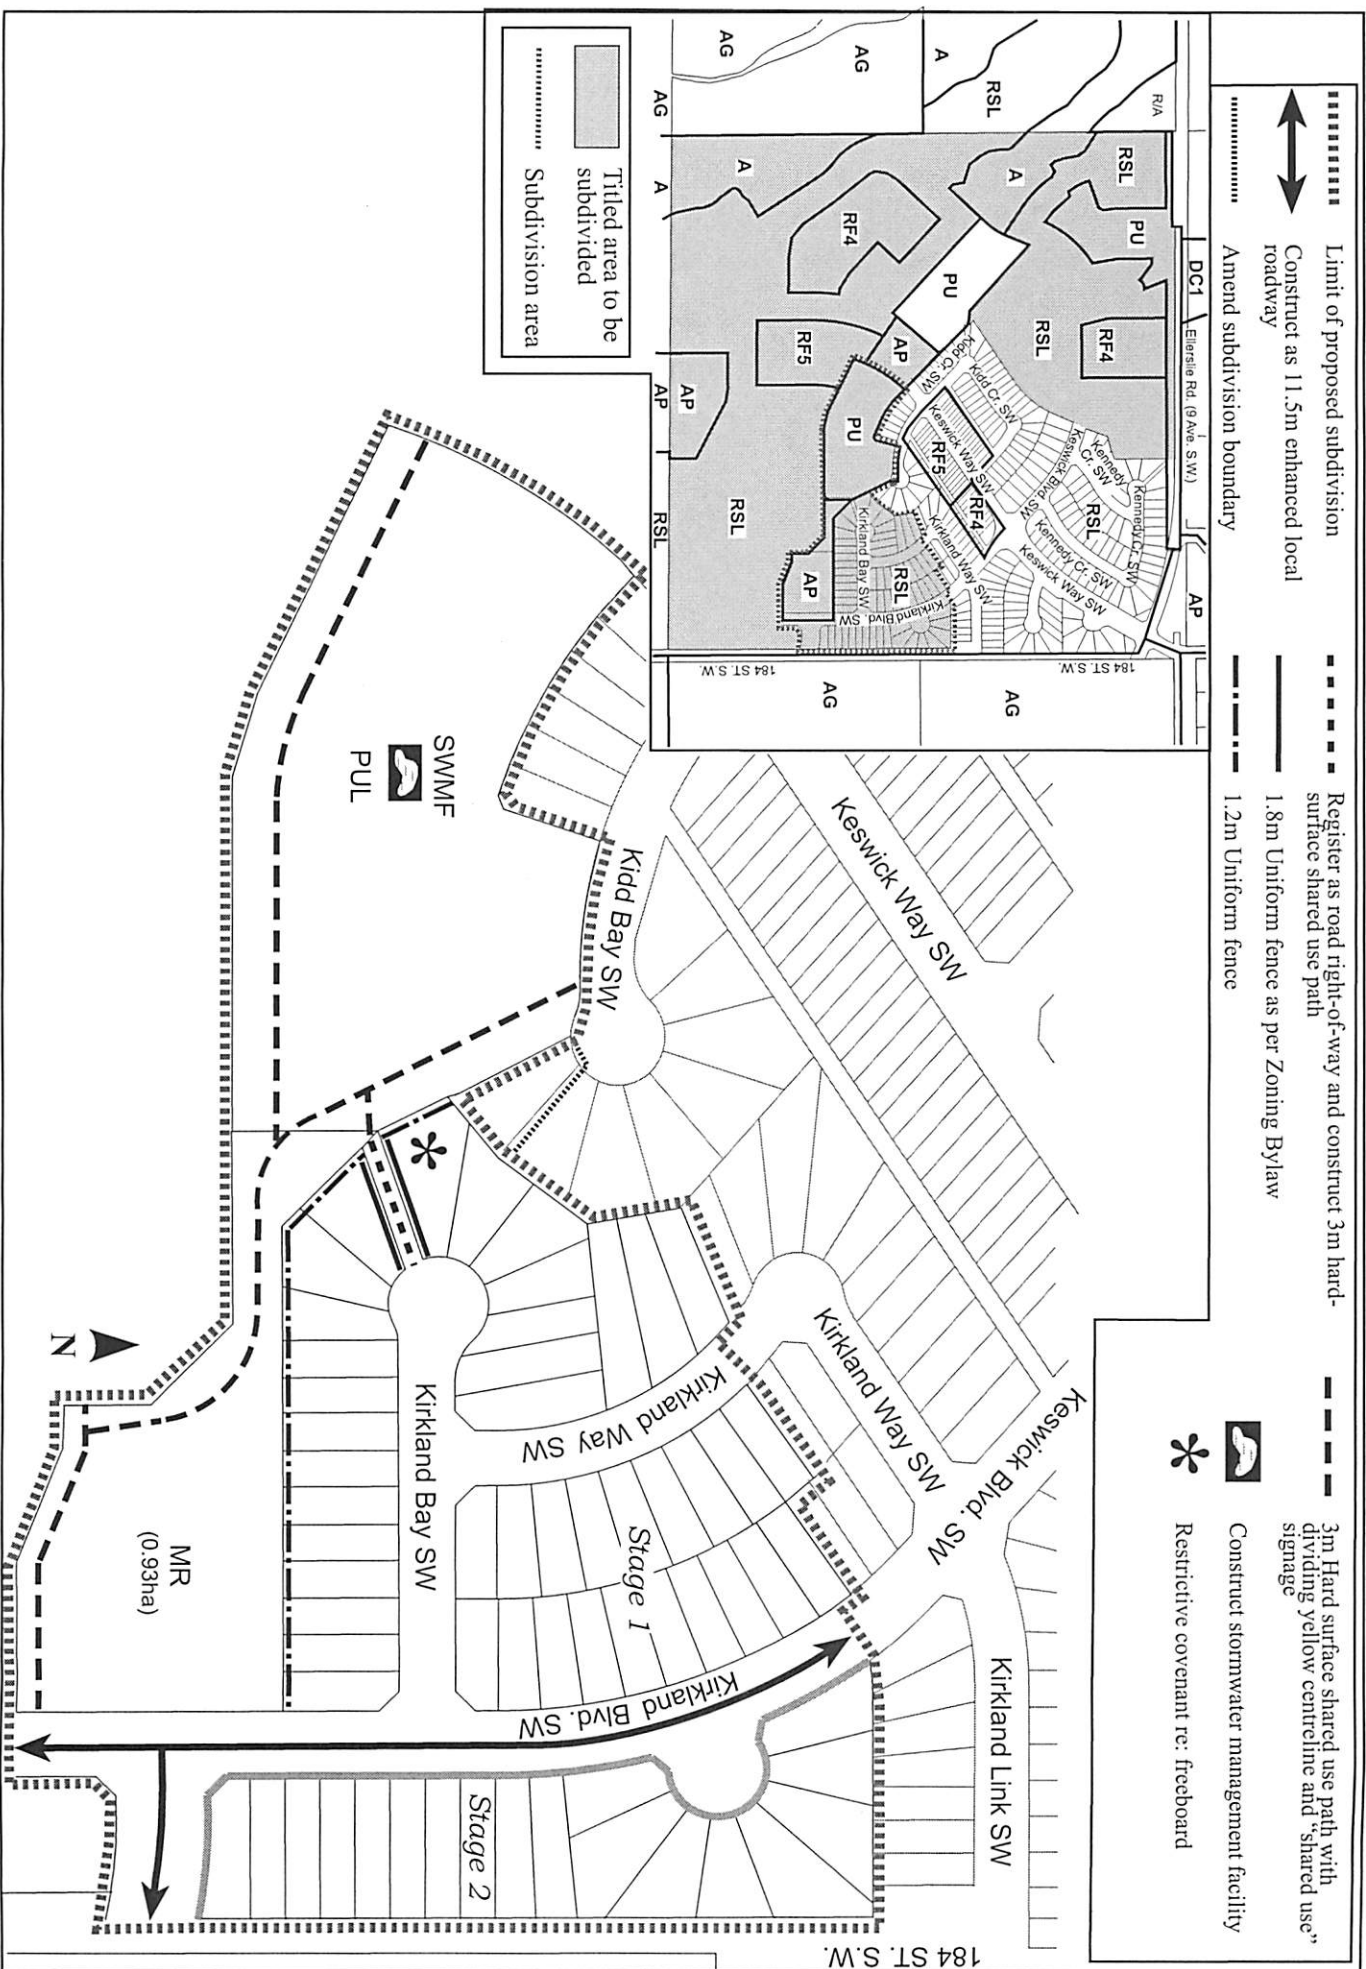 Limit of proposed subdivision
Construct as 11.5m enhanced local
roadway
Amend subdivision boundary
Register as road right-of-way and construct 3m hard-
surface shared use path
1.8m Uniform fence as per Zoning Bylaw
1.2m Uniform fence
3m Hard surface shared use path with
dividing yellow centreline and “shared use”
signage
Construct stormwater management facility
Restrictive covenant re: freeboard
Titled area to be
subdivided
Subdivision area
R/A
DC1
Ellerslie Rd. (9 Ave. S.W.)
AP
RSL
A
AG
AG
AG
RSL
PU
A
RF4
RSL
PU
A
A
RF4
AP
RF5
PU
AP
AP
RSL
RSL
AP
RSL
RF5
RF4
RSL
Kidd Cr. SW
Kidd Cr. SW
Keswick Way SW
Keswick Blvd. SW
Kennedy
Cr. SW
Kennedy Cr. SW
Kennedy Cr. SW
Keswick Way SW
Kirkland Way SW
Kirkland Bay SW
Kirkland Blvd. SW
184 ST. S.W.
184 ST. S.W.
AG
AG
Keswick Way SW
Kidd Bay SW
SWMF
PUL
Keswick Blvd. SW
Kirkland Way SW
Kirkland Way SW
Kirkland Link SW
Kirkland Bay SW
Stage 1
Kirkland Blvd. SW
Stage 2
MR
(0.93ha)
N
184 ST. S.W.